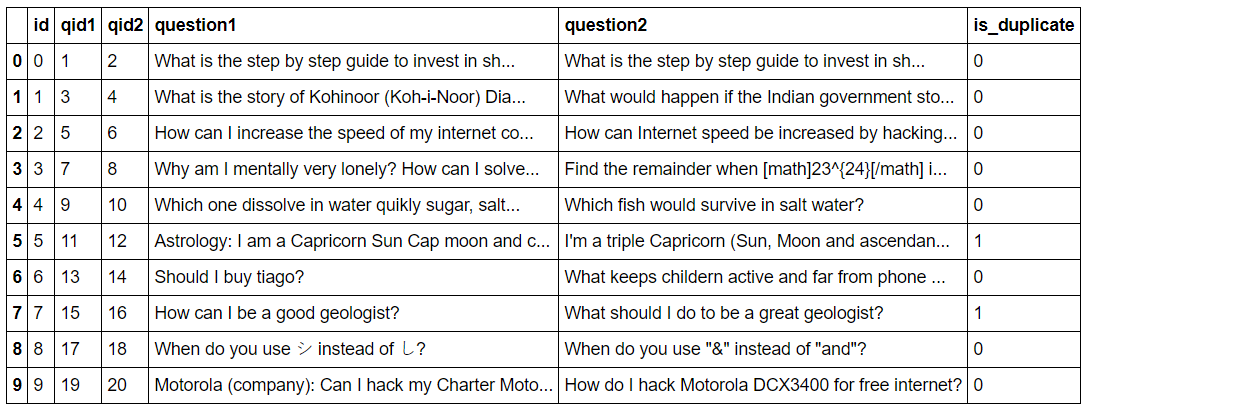 id qid1 qid2 question1 question2 is_duplicate
0 0 1 2 What is the step by step guide to invest in sh... What is the step by step guide to invest in sh... 0
1 1 3 4 What is the story of Kohinoor (Koh-i-Noor) Dia... What would happen if the Indian government sto... 0
2 2 5 6 How can I increase the speed of my internet co... How can Internet speed be increased by hacking... 0
3 3 7 8 Why am I mentally very lonely? How can I solve... Find the remainder when [math]23^{24}[/math] i... 0
4 4 9 10 Which one dissolve in water quikly sugar, salt... Which fish would survive in salt water? 0
5 5 11 12 Astrology: I am a Capricorn Sun Cap moon and c... I'm a triple Capricorn (Sun, Moon and ascendan... 1
6 6 13 14 Should I buy tiago? What keeps childern active and far from phone ... 0
7 7 15 16 How can I be a good geologist? What should I do to be a great geologist? 1
8 8 17 18 When do you use シ instead of し? When do you use "&" instead of "and"? 0
9 9 19 20 Motorola (company): Can I hack my Charter Moto... How do I hack Motorola DCX3400 for free internet? 0